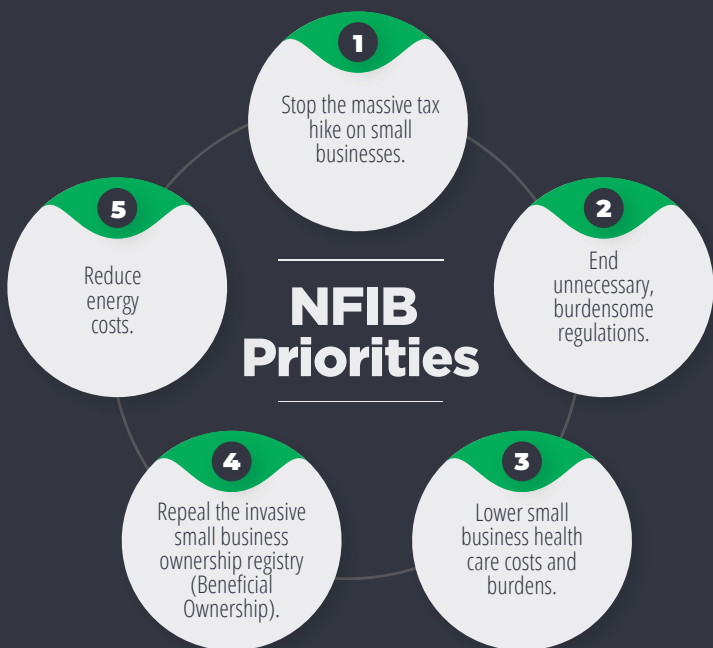 1
Stop the massive tax
hike on small
businesses.
2
End
unnecessary,
burdensome
regulations.
3
Lower small
business health
care costs and
burdens.
4
Repeal the invasive
small business
ownership registry
(Beneficial
Ownership).
5
Reduce
energy
costs.
NFIB
Priorities